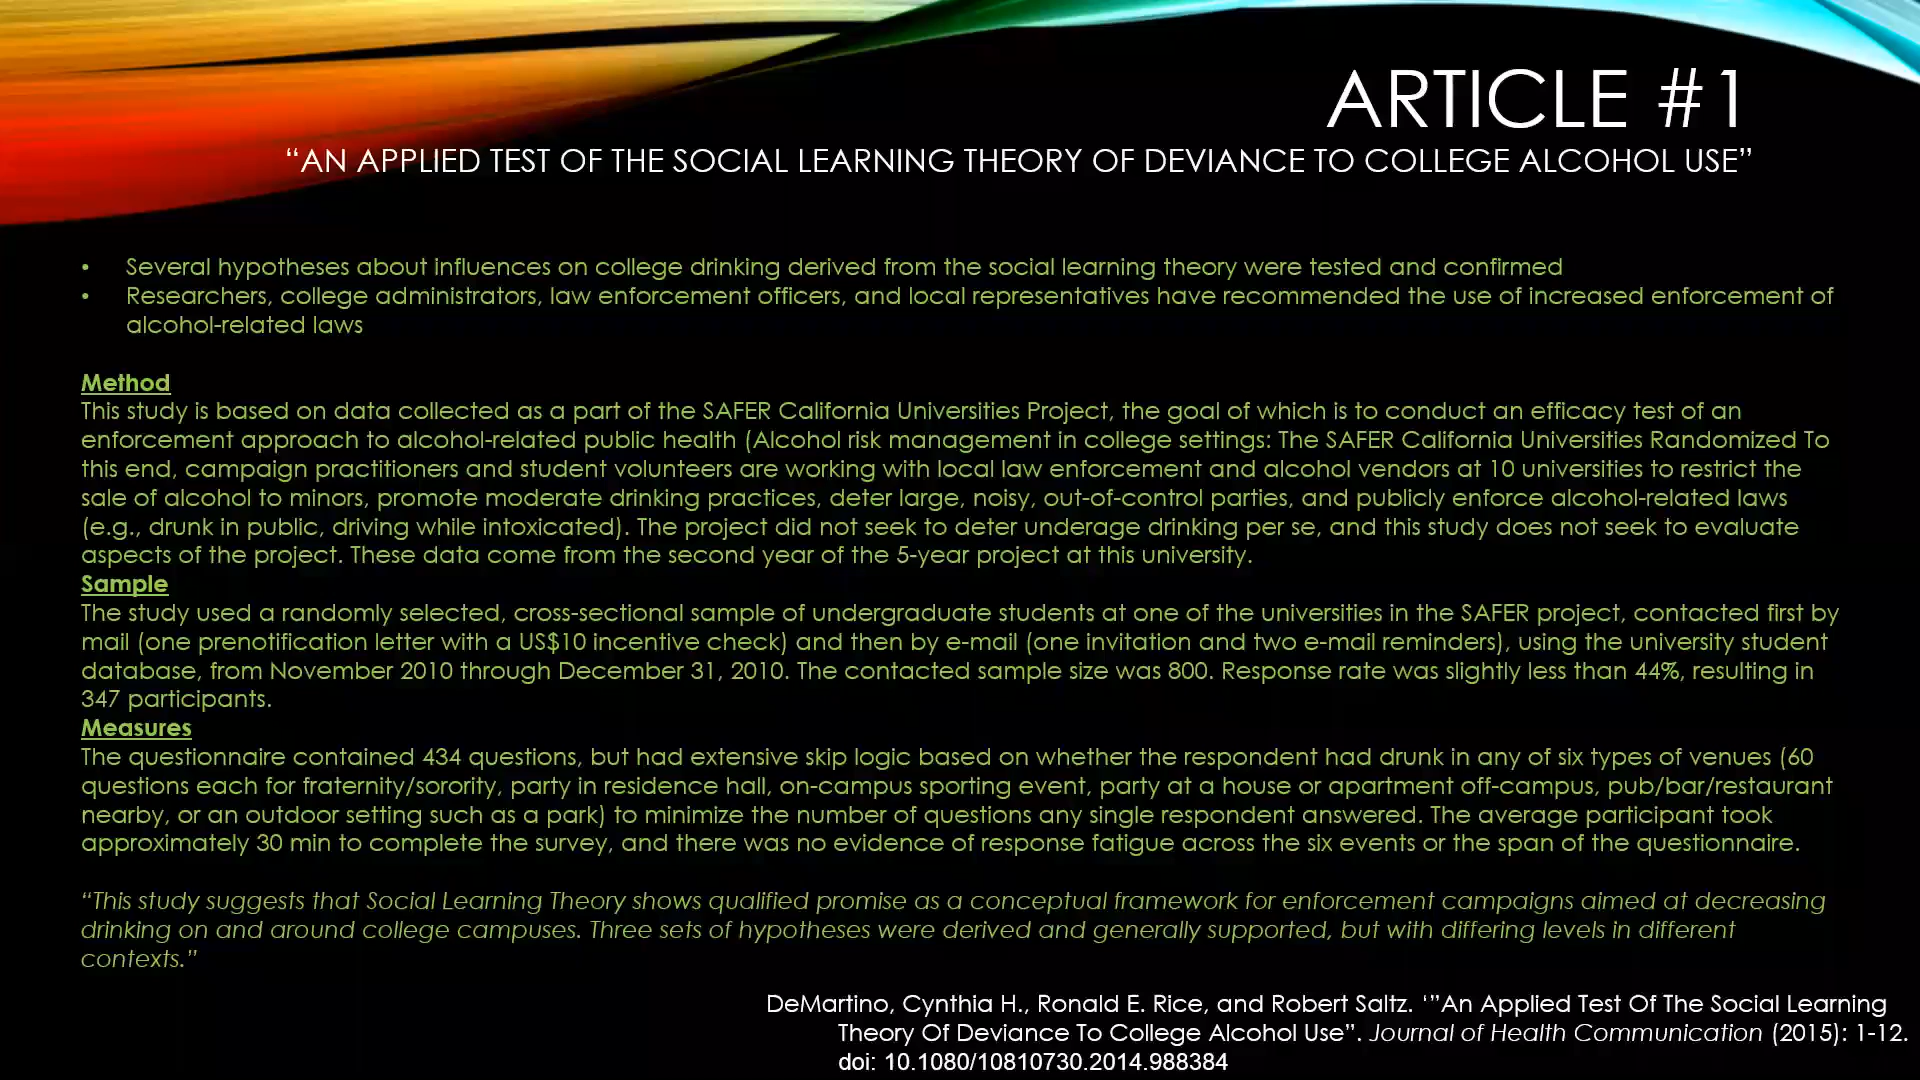 ARTICLE #1
“AN APPLIED TEST OF THE SOCIAL LEARNING THEORY OF DEVIANCE TO COLLEGE ALCOHOL USE”
• Several hypotheses about influences on college drinking derived from the social learning theory were tested and confirmed
• Researchers, college administrators, law enforcement officers, and local representatives have recommended the use of increased enforcement of
alcohol-related laws
Method
This study is based on data collected as a part of the SAFER California Universities Project, the goal of which is to conduct an efficacy test of an
enforcement approach to alcohol-related public health (Alcohol risk management in college settings: The SAFER California Universities Randomized To
this end, campaign practitioners and student volunteers are working with local law enforcement and alcohol vendors at 10 universities to restrict the
sale of alcohol to minors, promote moderate drinking practices, deter large, noisy, out-of-control parties, and publicly enforce alcohol-related laws
(e.g., drunk in public, driving while intoxicated). The project did not seek to deter underage drinking per se, and this study does not seek to evaluate
aspects of the project. These data come from the second year of the 5-year project at this university.
Sample
The study used a randomly selected, cross-sectional sample of undergraduate students at one of the universities in the SAFER project, contacted first by
mail (one prenotification letter with a US$10 incentive check) and then by e-mail (one invitation and two e-mail reminders), using the university student
database, from November 2010 through December 31, 2010. The contacted sample size was 800. Response rate was slightly less than 44%, resulting in
347 participants.
Measures
The questionnaire contained 434 questions, but had extensive skip logic based on whether the respondent had drunk in any of six types of venues (60
questions each for fraternity/sorority, party in residence hall, on-campus sporting event, party at a house or apartment off-campus, pub/bar/restaurant
nearby, or an outdoor setting such as a park) to minimize the number of questions any single respondent answered. The average participant took
approximately 30 min to complete the survey, and there was no evidence of response fatigue across the six events or the span of the questionnaire.
“This study suggests that Social Learning Theory shows qualified promise as a conceptual framework for enforcement campaigns aimed at decreasing
drinking on and around college campuses. Three sets of hypotheses were derived and generally supported, but with differing levels in different
contexts.”
DeMartino, Cynthia H., Ronald E. Rice, and Robert Saltz. ‘”An Applied Test Of The Social Learning
Theory Of Deviance To College Alcohol Use”. Journal of Health Communication (2015): 1-12.
doi: 10.1080/10810730.2014.988384